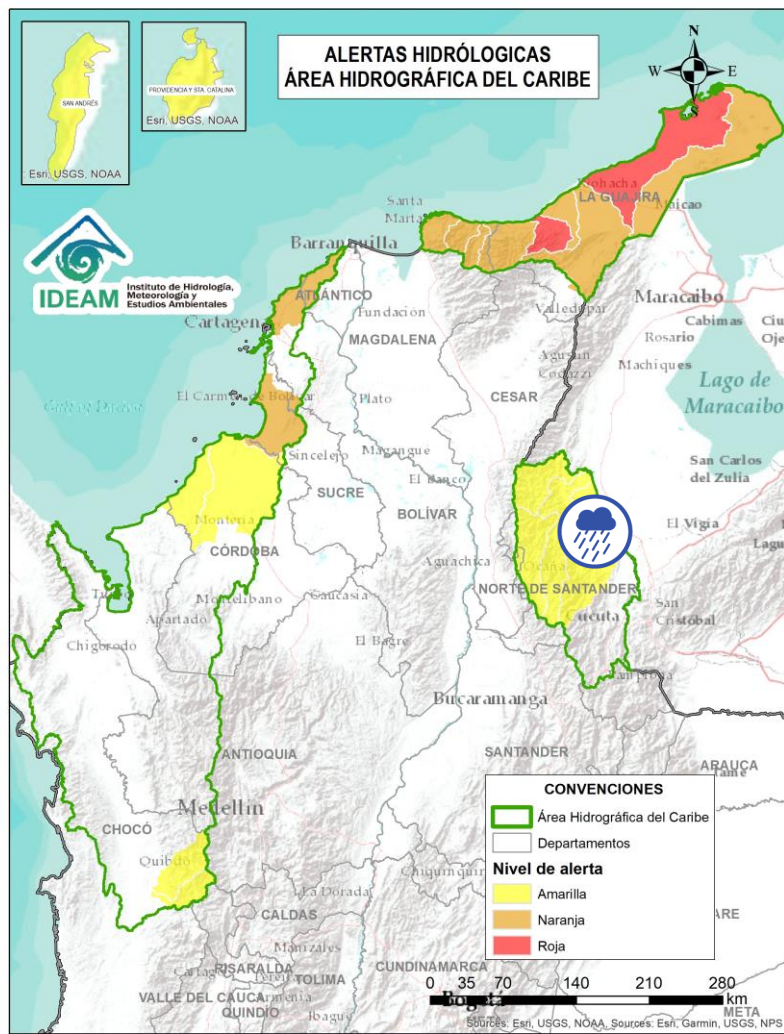 ALERTAS HIDRÓLOGICAS
ÁREA HIDROGRÁFICA DEL CARIBE
SAN ANDRÉS
Esri, USGS, NOAA
PROVIDENCIA Y STA. CATALINA
Esri, USGS, NOAA
N
W
E
S
IDEAM
Instituto de Hidrología,
Meteorología y
Estudios Ambientales
Santa
Marta
Riohacha
LA GUAJIRA
Maicao
Barranquilla
ATLÁNTICO
Cartagena
Fundación
Valledupar
Maracaibo
Cabimas
Rosario
Machiques
MAGDALENA
Agustín
Codazzi
Lago de
Maracaibo
El Carmen de Bolívar
Plato
CESAR
Sincelejo
Magangue
El Banco
San Carlos
del Zulia
SUCRE
BOLÍVAR
El Vigía
Montería
CÓRDOBA
Aguachica
Ocaña
NORTE DE SANTANDER
Montelíbano
Caucasia
San
Cristóbal
Apartado
Chigorodó
El Bagre
Bucaramanga
ANTIOQUIA
SANTANDER
ARAUCA
Medellín
CHOCÓ
Quibdó
La Dorada
CALDAS
Manizales
RISARALDA
TOLIMA
CUNDINAMARCA
VALLE DEL CAUCA
Armenia
QUINDÍO
Ibagué
Bogotá
META
CONVENCIONES
Área Hidrográfica del Caribe
Departamentos
Nivel de alerta
Amarilla
Naranja
Roja
0 35 70 140 210 280
km
Sources: Esri, USGS, NOAA, Sources: Esri, Garmin, USGS, NPS